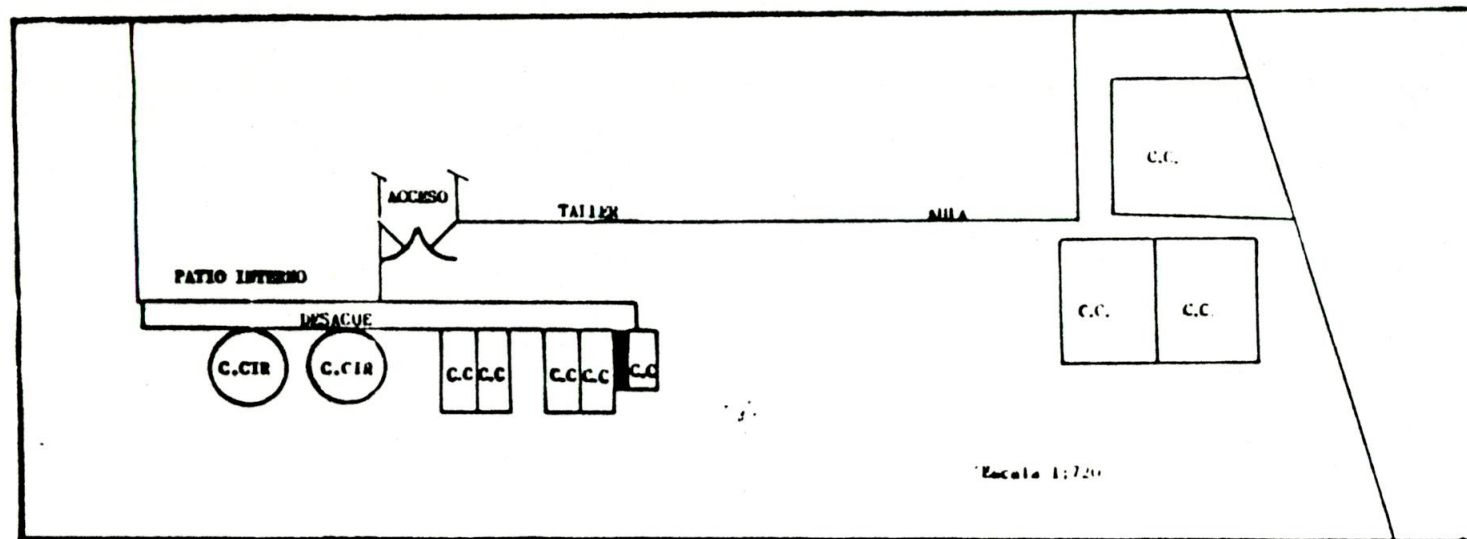 C.C.
ACCESO
TALLER
AULA
PATIO INTERNO
DESAGUE
C.CIR
C.CIR
C.C
C.C
C.C
C.C
C.C
C.C.
C.C.
Escala 1:720